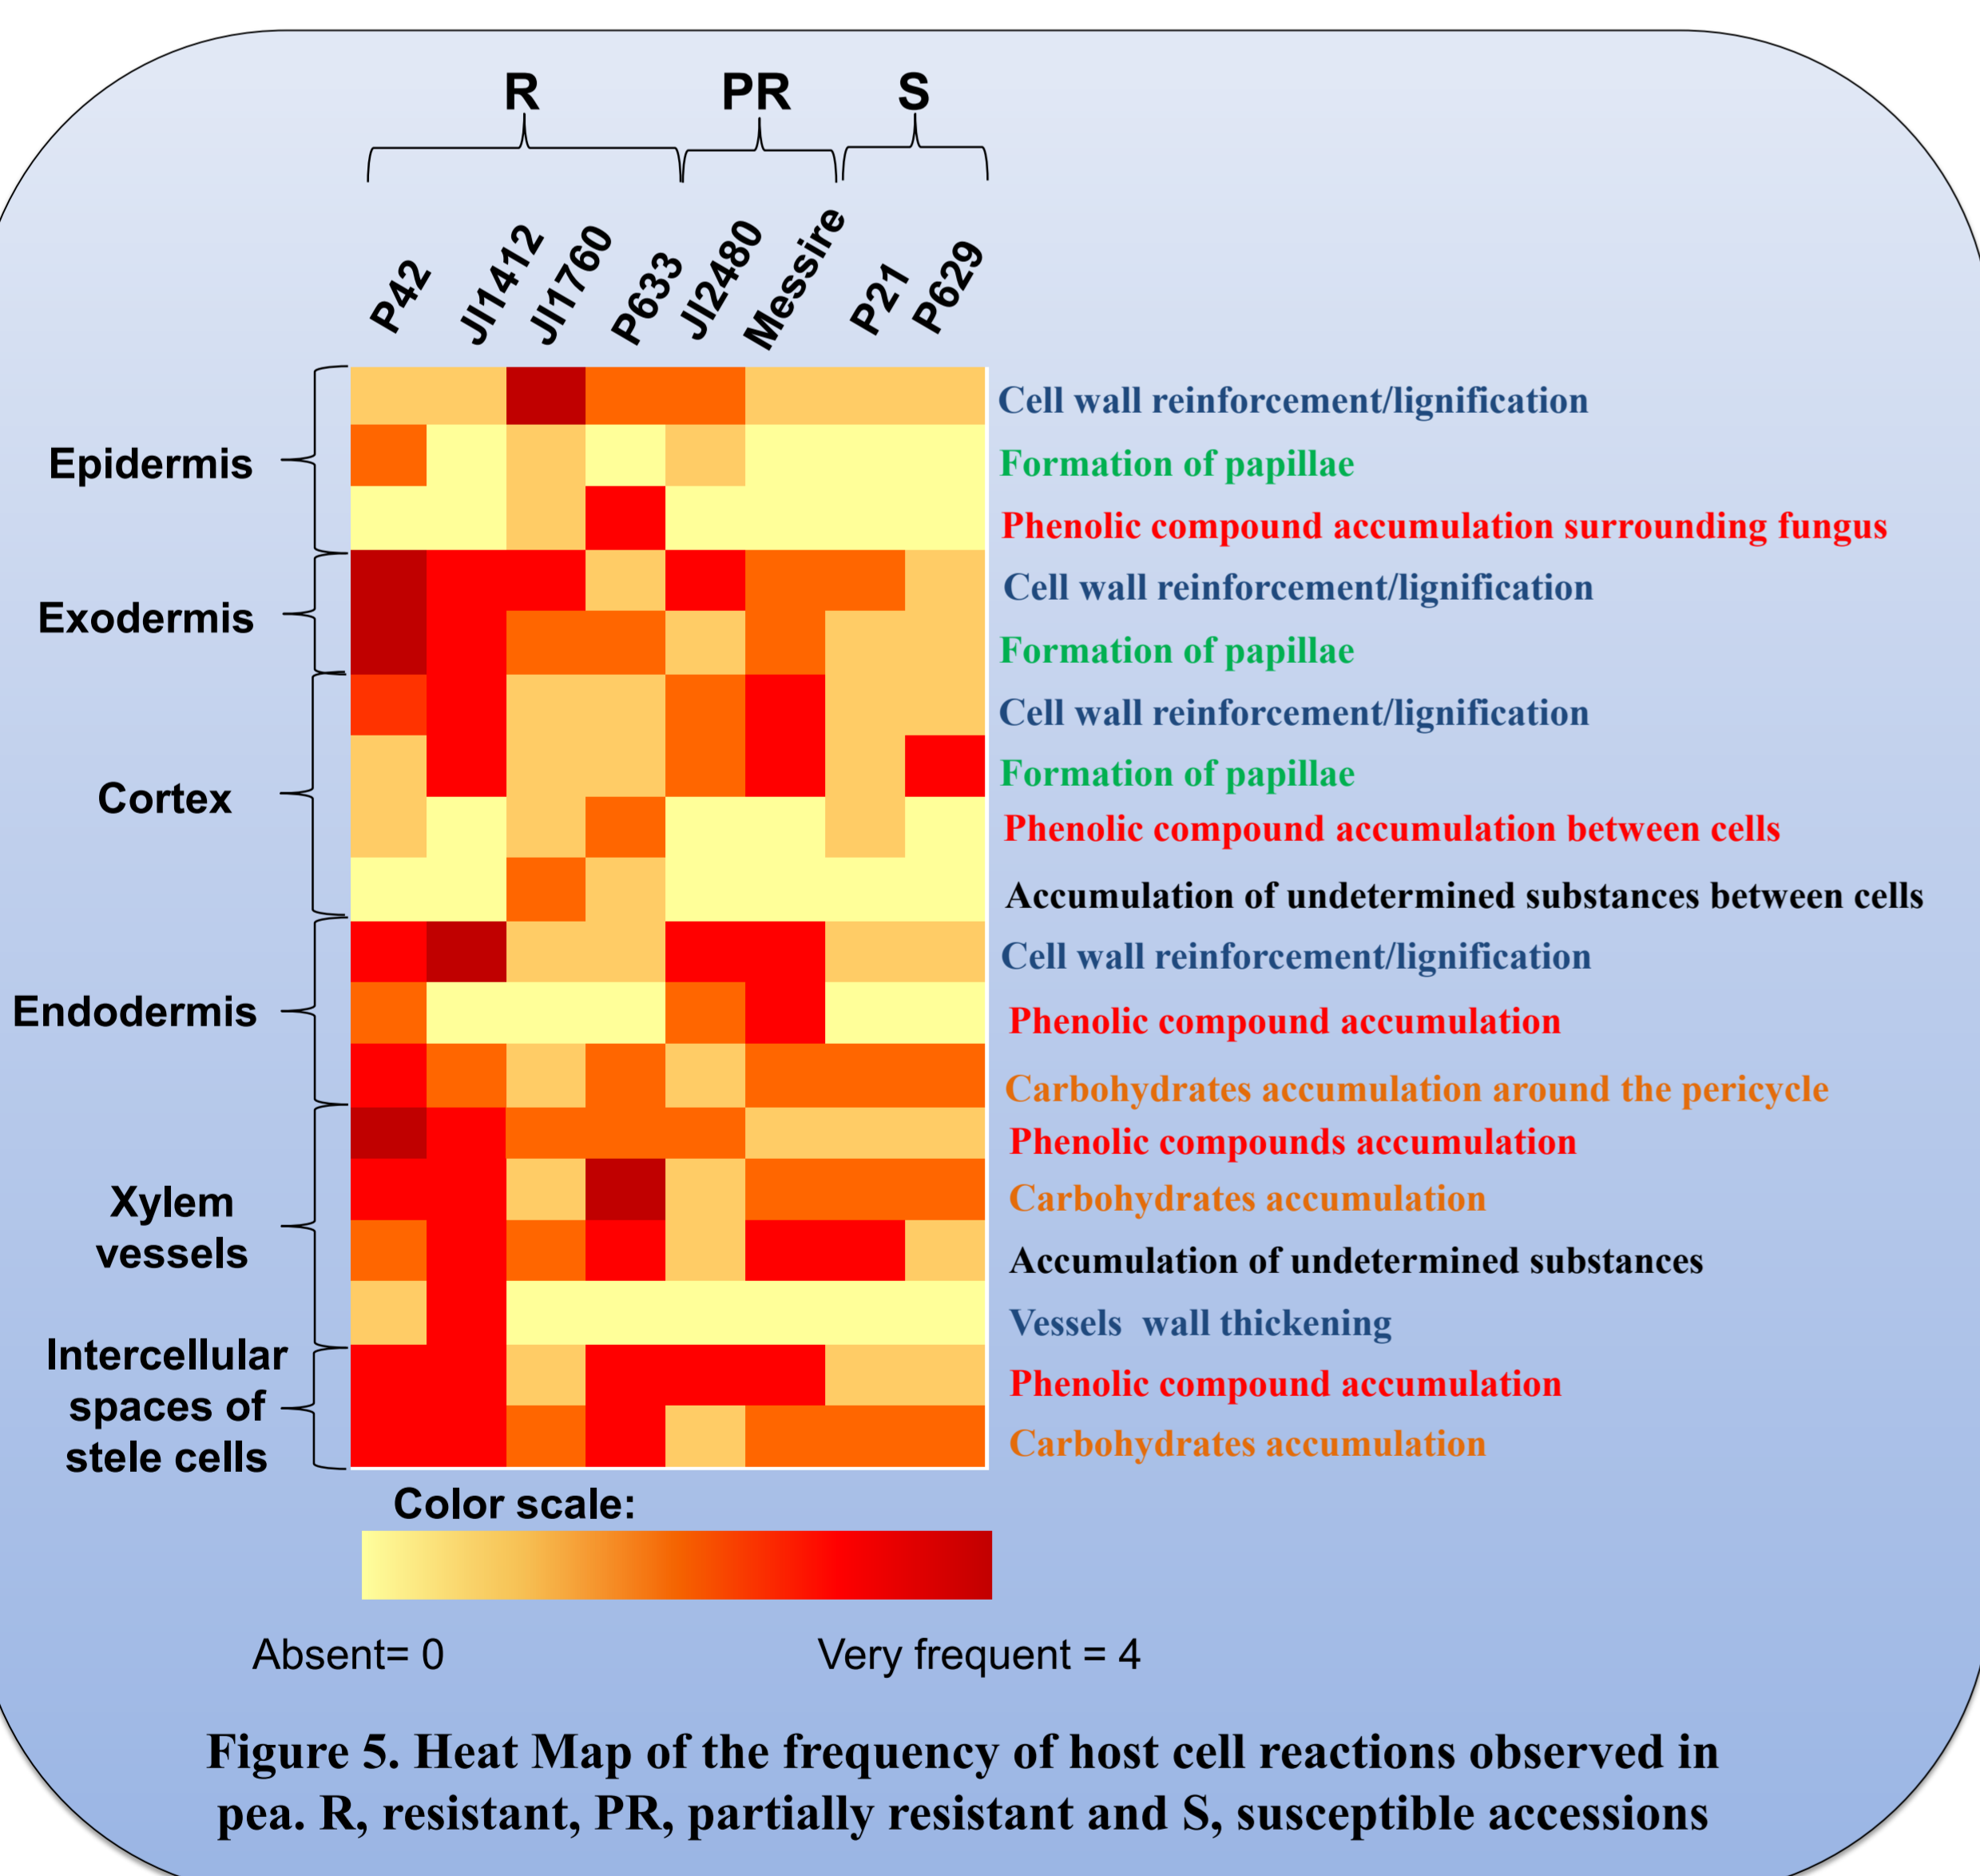 R PR S
P42 JI1412 JI1760 P633 JI2480 Messire P21 P629
Epidermis
Cell wall reinforcement/lignification
Formation of papillae
Phenolic compound accumulation surrounding fungus
Exodermis
Cell wall reinforcement/lignification
Formation of papillae
Cortex
Cell wall reinforcement/lignification
Formation of papillae
Phenolic compound accumulation between cells
Accumulation of undetermined substances between cells
Endodermis
Cell wall reinforcement/lignification
Phenolic compound accumulation
Carbohydrates accumulation around the pericycle
Xylem
vessels
Phenolic compounds accumulation
Carbohydrates accumulation
Accumulation of undetermined substances
Vessels wall thickening
Intercellular
spaces of
stele cells
Phenolic compound accumulation
Carbohydrates accumulation
Color scale:
Absent= 0
Very frequent = 4
Figure 5. Heat Map of the frequency of host cell reactions observed in
pea. R, resistant, PR, partially resistant and S, susceptible accessions